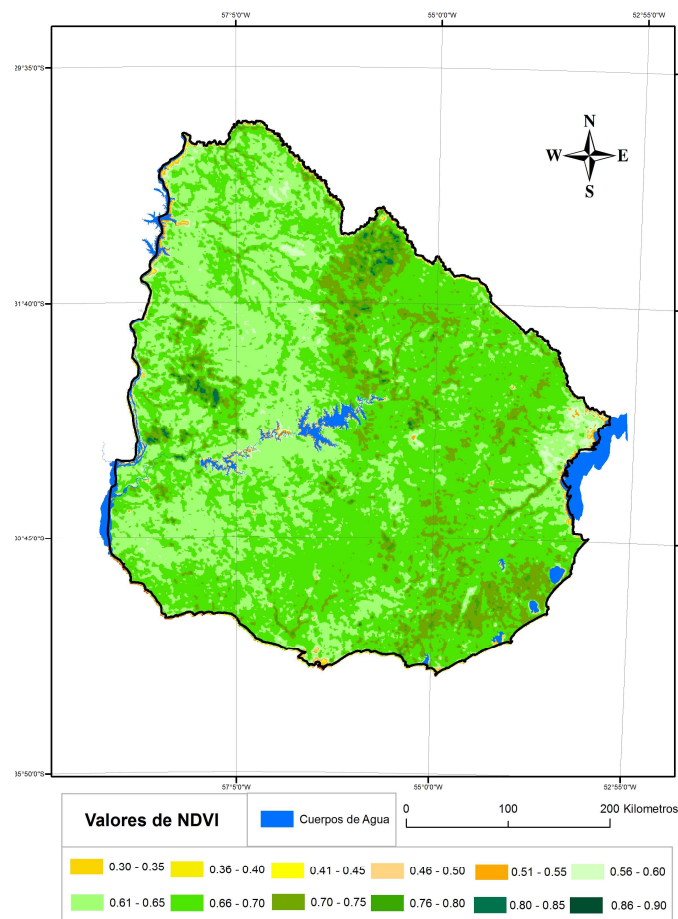 57°5'0"W 55°0'0"W 52°55'0"W
29°35'0"S
N
W E
S
31°40'0"S
30°45'0"S
35°50'0"S
57°5'0"W 55°0'0"W 52°55'0"W
Valores de NDVI Cuerpos de Agua 0 100 200 Kilometros
0.30 - 0.35 0.36 - 0.40 0.41 - 0.45 0.46 - 0.50 0.51 - 0.55 0.56 - 0.60
0.61 - 0.65 0.66 - 0.70 0.70 - 0.75 0.76 - 0.80 0.80 - 0.85 0.86 - 0.90